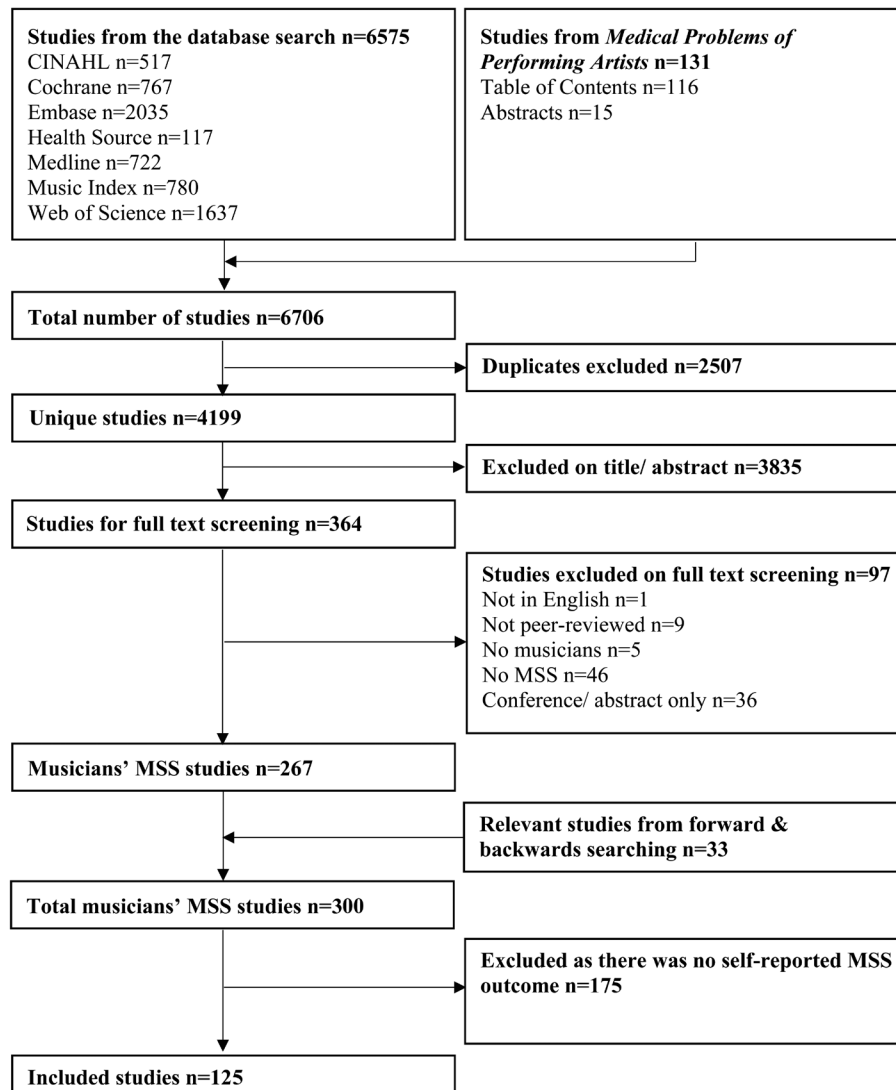 Studies from the database search n=6575
CINAHL n=517
Cochrane n=767
Embase n=2035
Health Source n=117
Medline n=722
Music Index n=780
Web of Science n=1637
Studies from Medical Problems of
Performing Artists n=131
Table of Contents n=116
Abstracts n=15
Total number of studies n=6706
Duplicates excluded n=2507
Unique studies n=4199
Excluded on title/ abstract n=3835
Studies for full text screening n=364
Studies excluded on full text screening n=97
Not in English n=1
Not peer-reviewed n=9
No musicians n=5
No MSS n=46
Conference/ abstract only n=36
Musicians’ MSS studies n=267
Relevant studies from forward &
backwards searching n=33
Total musicians’ MSS studies n=300
Excluded as there was no self-reported MSS
outcome n=175
Included studies n=125